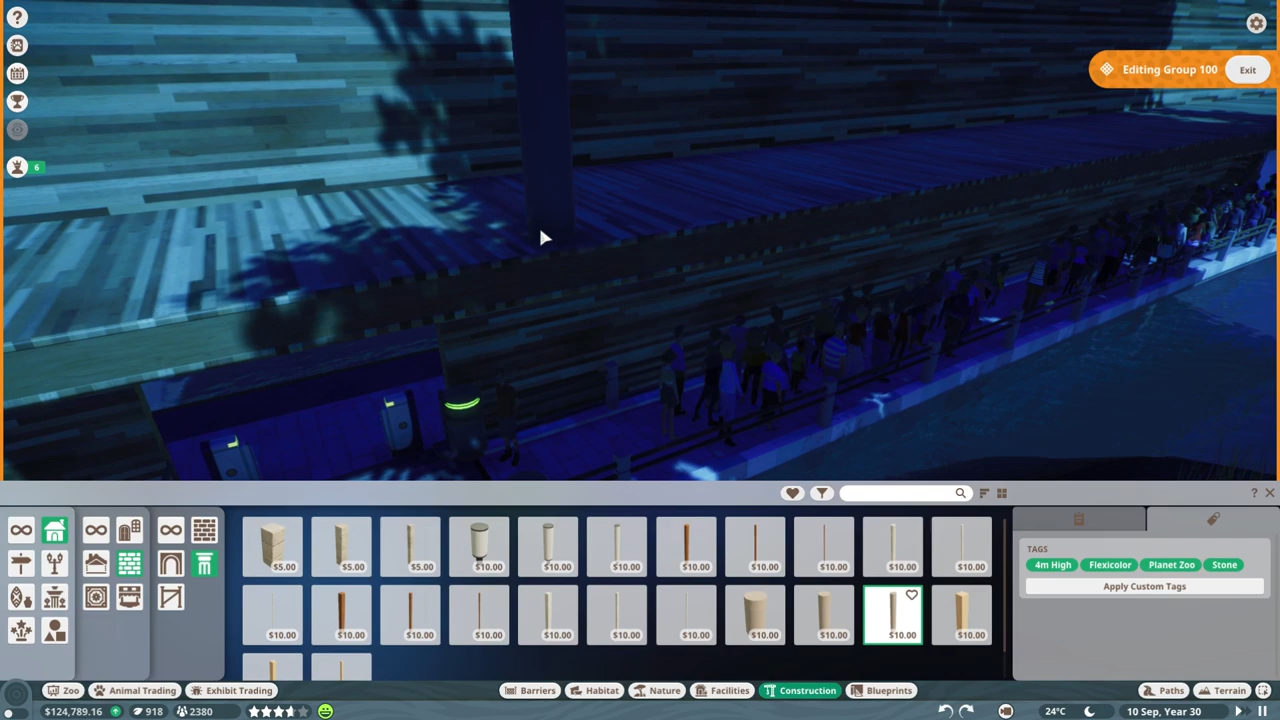 Editing Group 100
Exit
6
$5.00 $5.00 $5.00 $10.00 $10.00 $10.00 $10.00 $10.00 $10.00 $10.00 $10.00
$10.00 $10.00 $10.00 $10.00 $10.00 $10.00 $10.00 $10.00 $10.00 $10.00 $10.00
TAGS
4m High Flexicolor Planet Zoo Stone
Apply Custom Tags
Zoo Animal Trading Exhibit Trading Barriers Habitat Nature Facilities Construction Blueprints Paths Terrain
$124,789.16 918 2380 24°C 10 Sep, Year 30